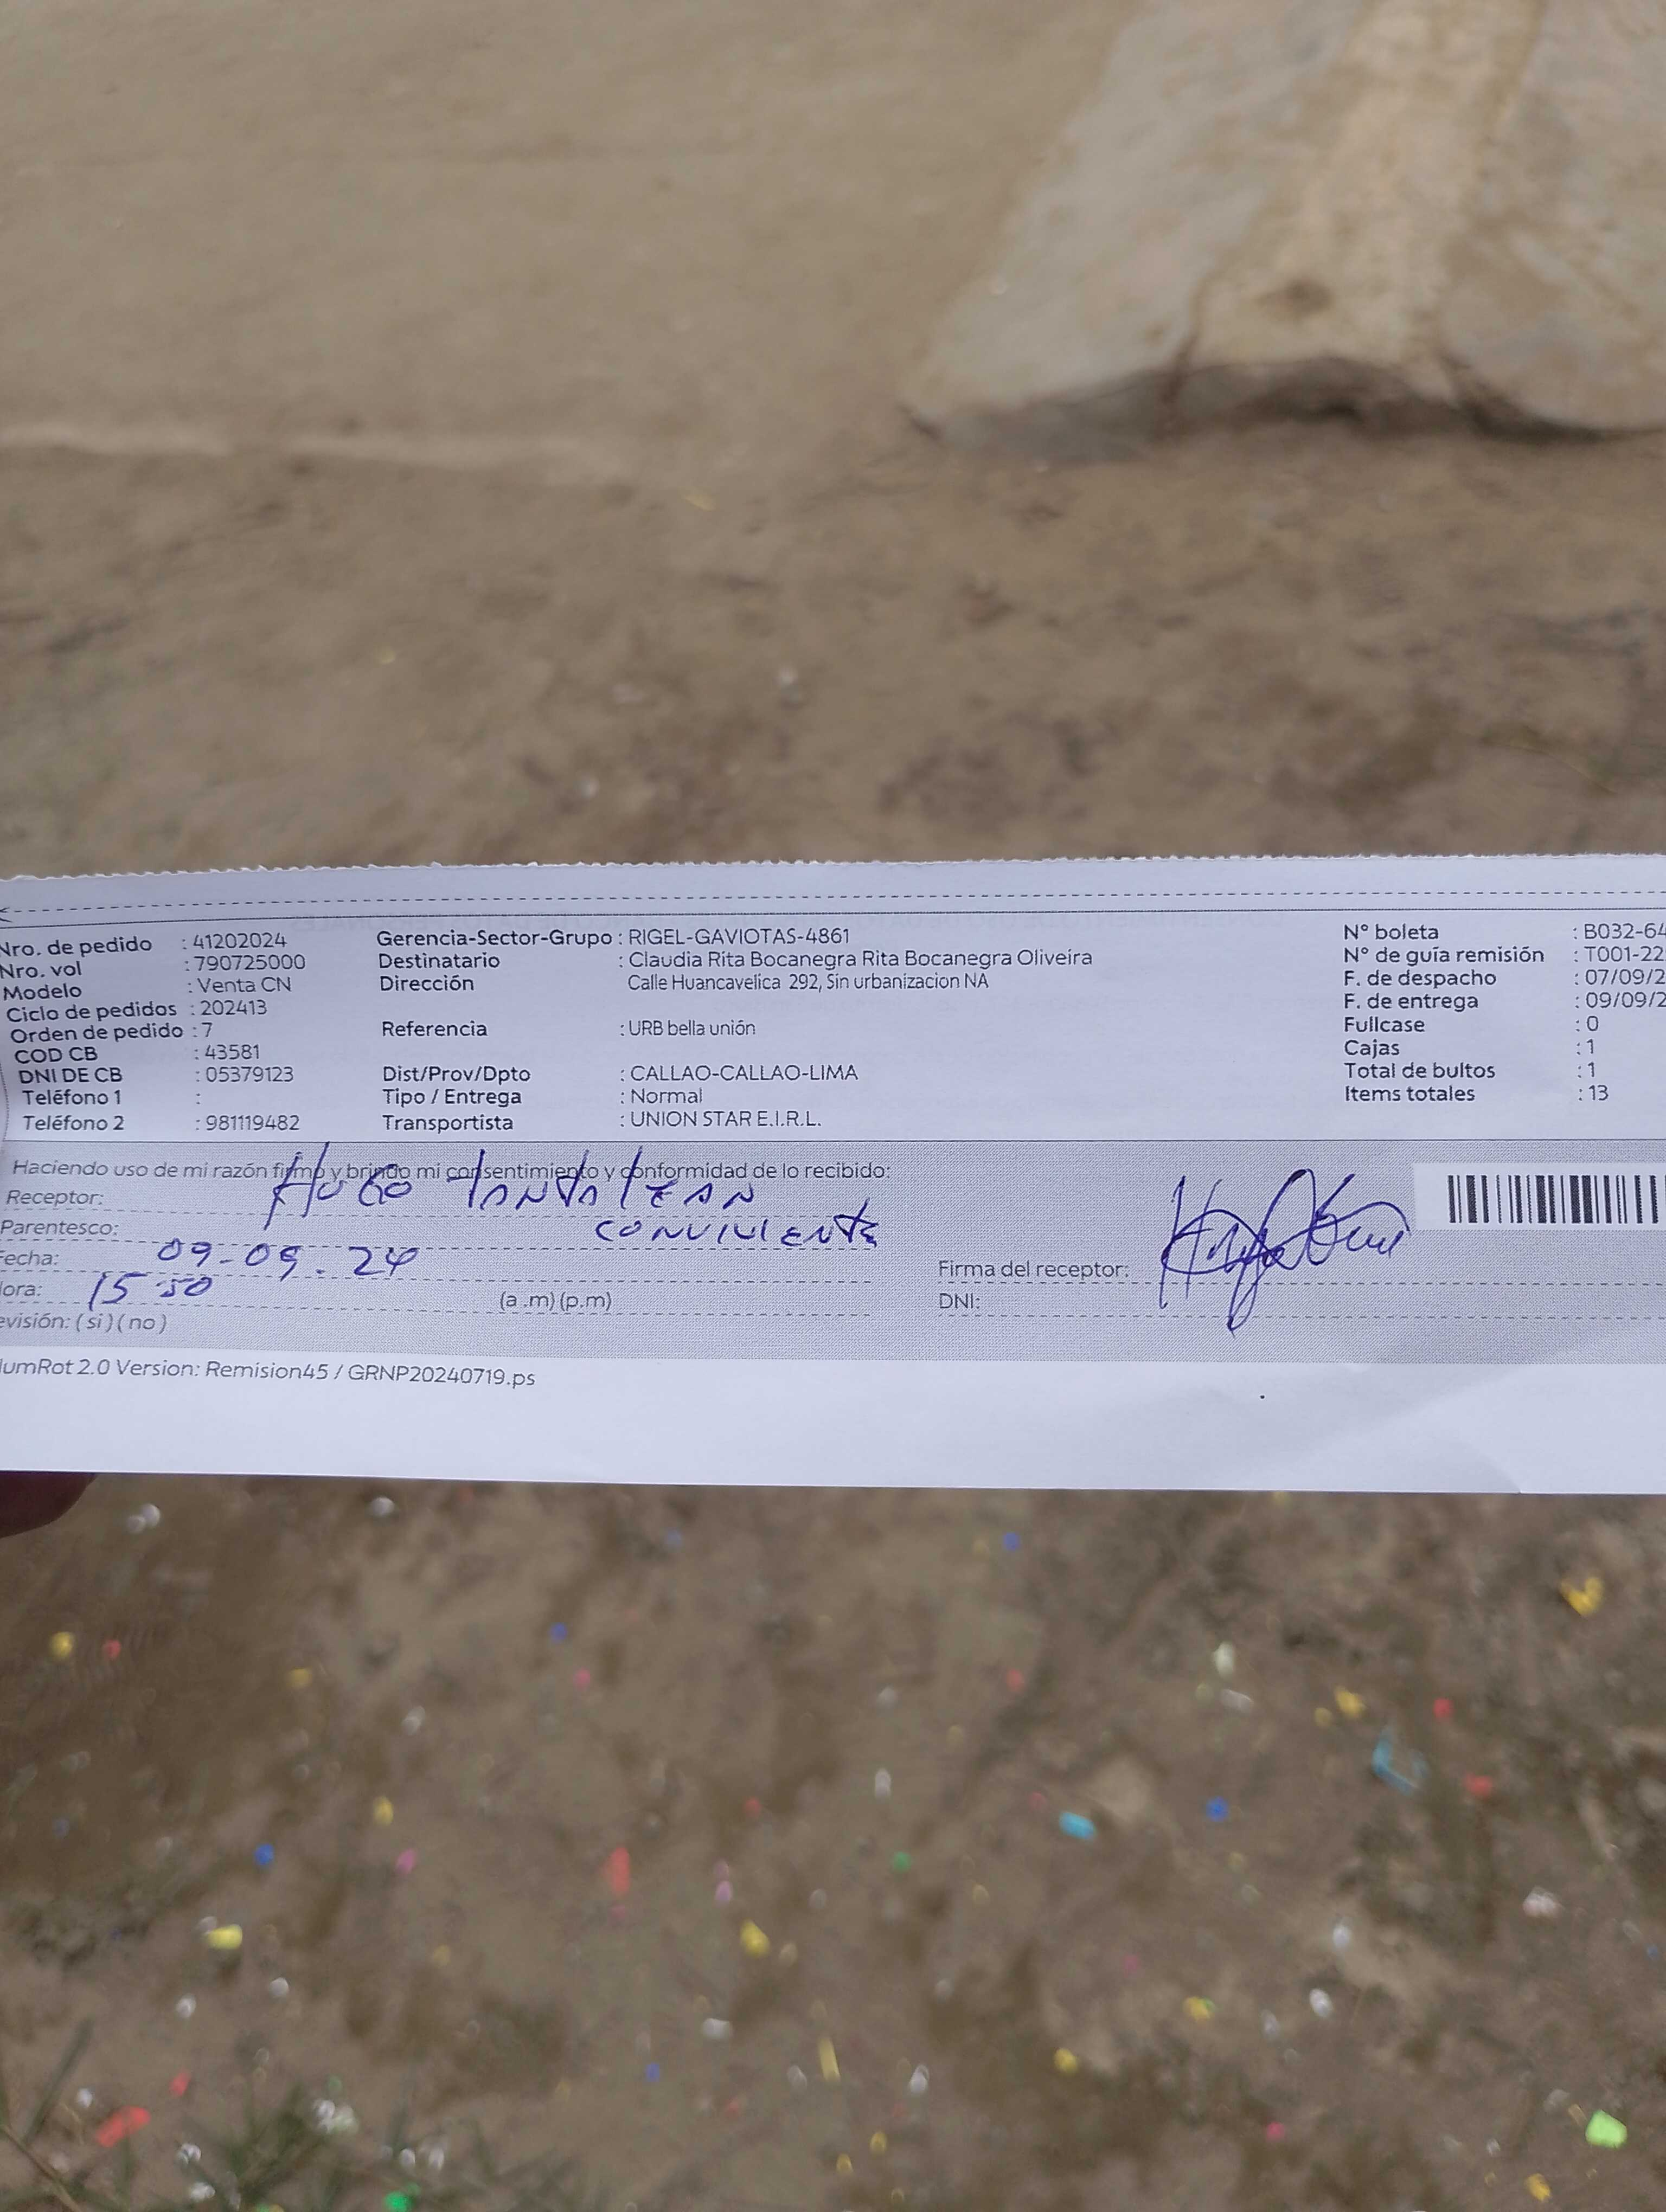 Nro. de pedido : 41202024 Gerencia-Sector-Grupo : RIGEL-GAVIOTAS-4861 N° boleta : B032-64
Nro. vol : 790725000 Destinatario : Claudia Rita Bocanegra Rita Bocanegra Oliveira N° de guía remisión : T001-22
Modelo : Venta CN Dirección Calle Huancavelica 292, Sin urbanizacion NA F. de despacho : 07/09/2
Ciclo de pedidos : 202413 F. de entrega : 09/09/2
Orden de pedido : 7 Referencia : URB bella unión Fullcase : 0
COD CB : 43581 Cajas : 1
DNI DE CB : 05379123 Dist/Prov/Dpto : CALLAO-CALLAO-LIMA Total de bultos : 1
Teléfono 1 : Tipo / Entrega : Normal Items totales : 13
Teléfono 2 : 981119482 Transportista : UNION STAR E.I.R.L.
Haciendo uso de mi razón firmo y brindo mi consentimiento y conformidad de lo recibido:
Receptor: HUGO TANTALEAN
Parentesco: CONVIVIENTE
Fecha: 09-09.24 Firma del receptor:
ora: 15 50 (a .m) (p.m) DNI:
evisión: ( si ) ( no )
umRot 2.0 Version: Remision45 / GRNP20240719.ps